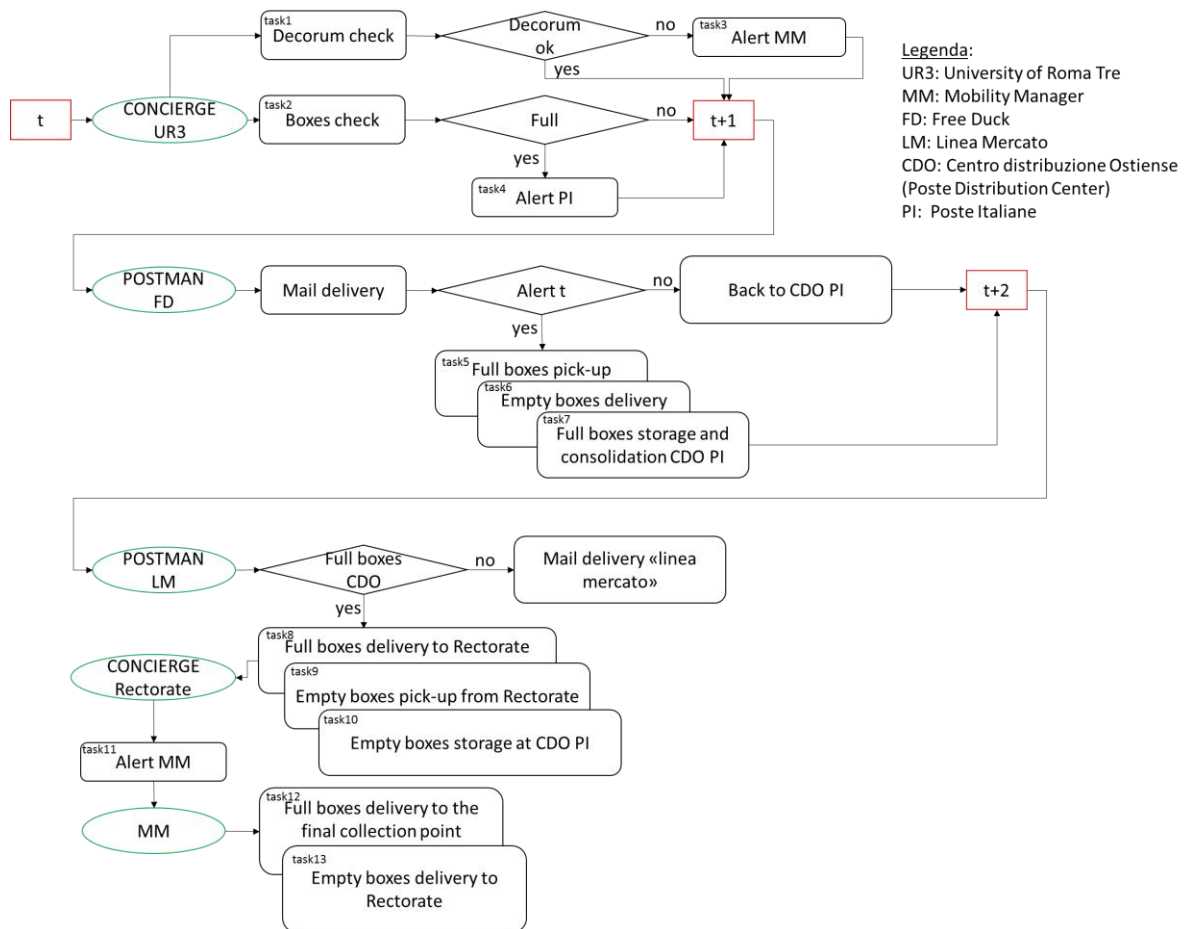 task1
Decorum check
Decorum
ok
no
task3
Alert MM
yes
t
CONCIERGE
UR3
task2
Boxes check
Full
no
t+1
yes
task4
Alert PI
Legenda:
UR3: University of Roma Tre
MM: Mobility Manager
FD: Free Duck
LM: Linea Mercato
CDO: Centro distribuzione Ostiense
(Poste Distribution Center)
PI: Poste Italiane
POSTMAN
FD
Mail delivery
Alert t
no
Back to CDO PI
t+2
yes
task5
Full boxes pick-up
task6
Empty boxes delivery
task7
Full boxes storage and
consolidation CDO PI
POSTMAN
LM
Full boxes
CDO
no
Mail delivery «linea
mercato»
yes
task8
Full boxes delivery to Rectorate
CONCIERGE
Rectorate
task9
Empty boxes pick-up from Rectorate
task10
Empty boxes storage at CDO PI
task11
Alert MM
MM
task12
Full boxes delivery to the
final collection point
task13
Empty boxes delivery to
Rectorate